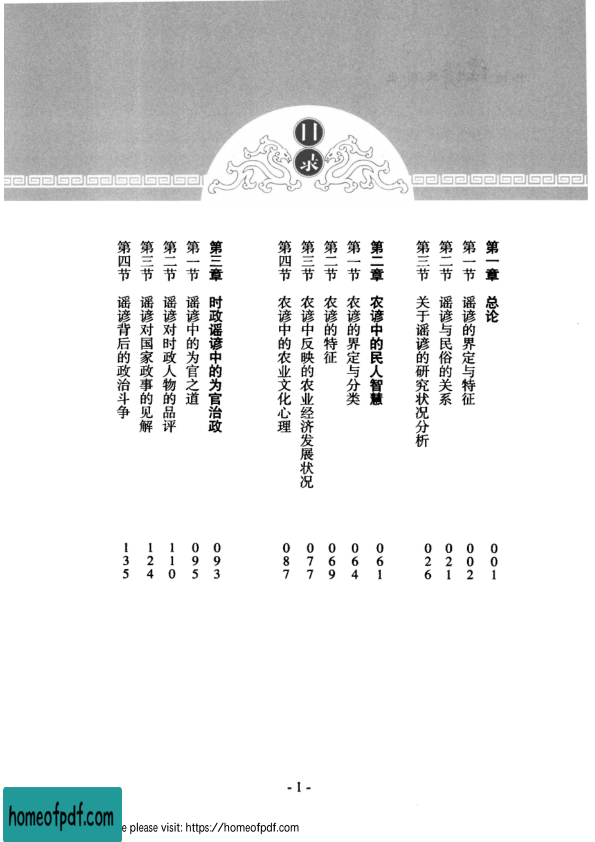 目录
第一章 总论 001
第一节 谣谚的界定与特征 002
第二节 谣谚与民俗的关系 021
第三节 关于谣谚的研究状况分析 026
第二章 农谚中的民人智慧 061
第一节 农谚的界定与分类 064
第二节 农谚的特征 069
第三节 农谚中反映的农业经济发展状况 077
第四节 农谚中的农业文化心理 087
第三章 时政谣谚中的为官治政 093
第一节 谣谚中的为官之道 095
第二节 谣谚对时政人物的品评 110
第三节 谣谚对国家政事的见解 124
第四节 谣谚背后的政治斗争 135
- 1 -
homeofpdf.com
e please visit: https://homeofpdf.com